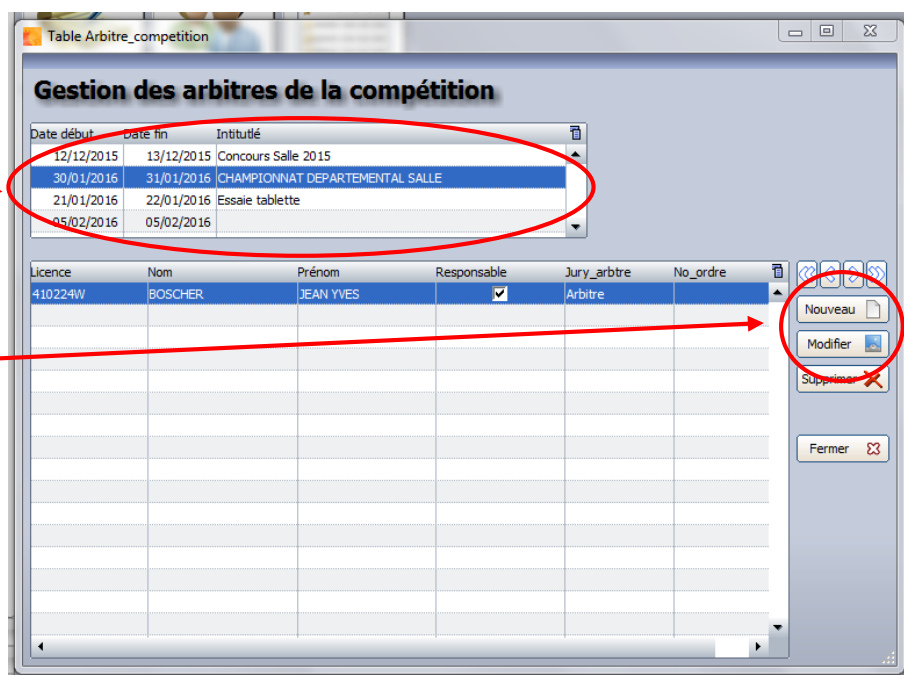 Table Arbitre_competition
Gestion des arbitres de la compétition
Date début Date fin Intitutlé
12/12/2015 13/12/2015 Concours Salle 2015
30/01/2016 31/01/2016 CHAMPIONNAT DEPARTEMENTAL SALLE
21/01/2016 22/01/2016 Essaie tablette
05/02/2016 05/02/2016
Licence Nom Prénom Responsable Jury_arbtre No_ordre
410224W BOSCHER JEAN YVES Arbitre
Nouveau
Modifier
Supprimer
Fermer